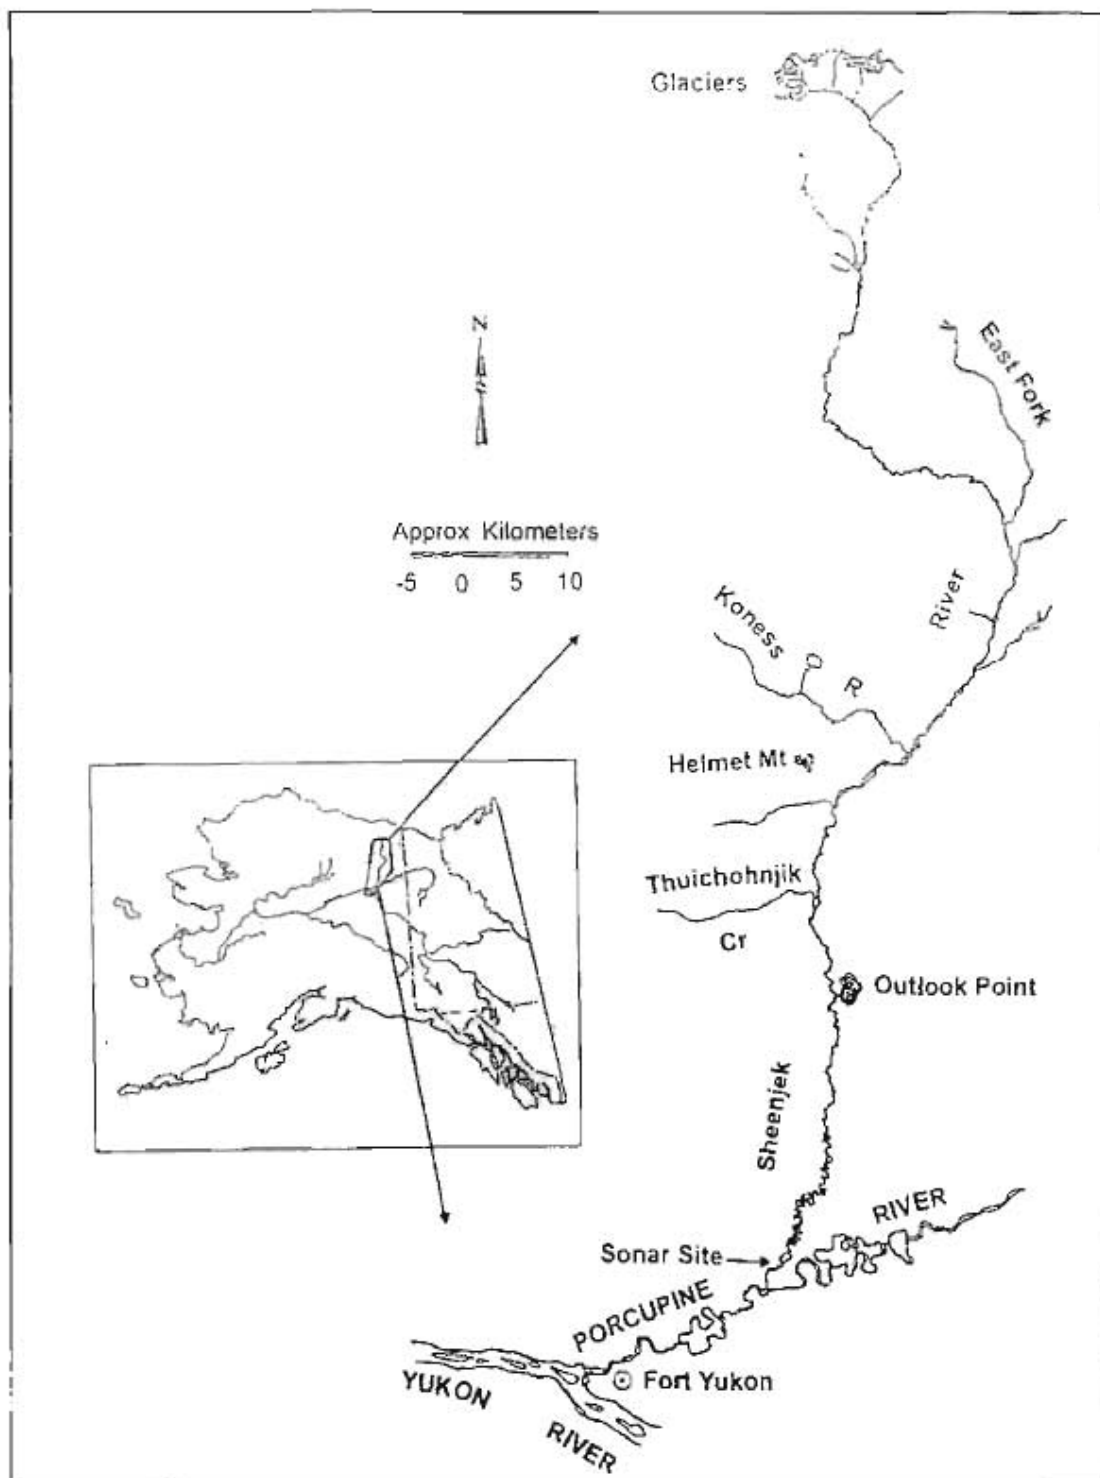 Glaciers
N
East Fork
Approx Kilometers
-5 0 5 10
River
Koness
R
Helmet Mt
Thuichohnjik
Cr
Outlook Point
Sheenjek
RIVER
Sonar Site
PORCUPINE
Fort Yukon
YUKON
RIVER